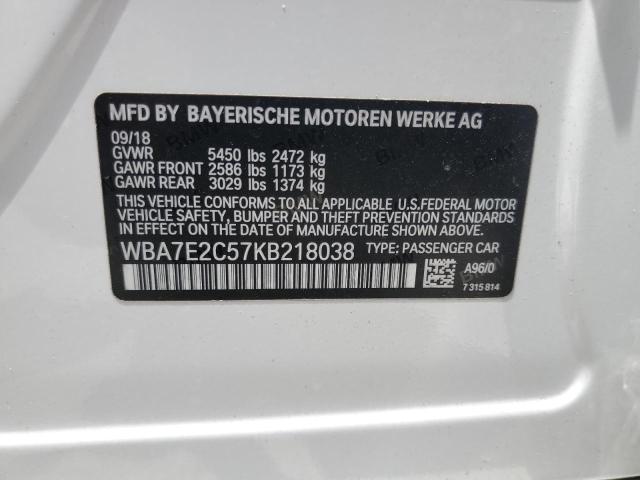 MFD BY BAYERISCHE MOTOREN WERKE AG
09/18
GVWR 5450 lbs 2472 kg
GAWR FRONT 2586 lbs 1173 kg
GAWR REAR 3029 lbs 1374 kg
THIS VEHICLE CONFORMS TO ALL APPLICABLE U.S.FEDERAL MOTOR
VEHICLE SAFETY, BUMPER AND THEFT PREVENTION STANDARDS
IN EFFECT ON THE DATE OF MANUFACTURE SHOWN ABOVE.
WBA7E2C57KB218038 TYPE: PASSENGER CAR
A96/0
7 315 814